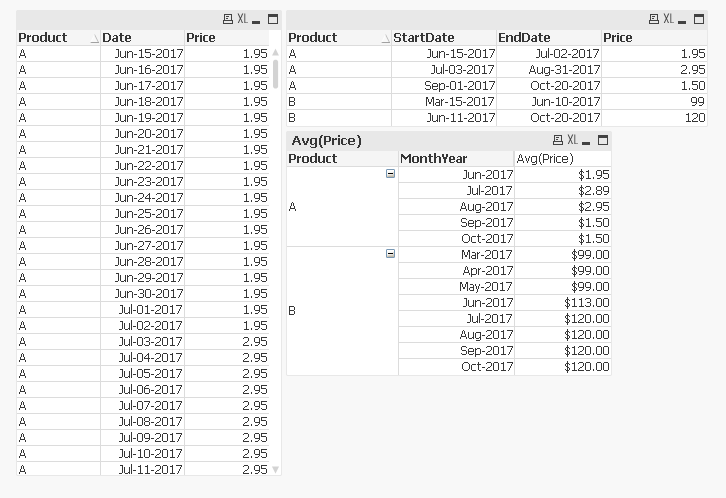 XL
Product Date Price
A Jun-15-2017 1.95
A Jun-16-2017 1.95
A Jun-17-2017 1.95
A Jun-18-2017 1.95
A Jun-19-2017 1.95
A Jun-20-2017 1.95
A Jun-21-2017 1.95
A Jun-22-2017 1.95
A Jun-23-2017 1.95
A Jun-24-2017 1.95
A Jun-25-2017 1.95
A Jun-26-2017 1.95
A Jun-27-2017 1.95
A Jun-28-2017 1.95
A Jun-29-2017 1.95
A Jun-30-2017 1.95
A Jul-01-2017 1.95
A Jul-02-2017 1.95
A Jul-03-2017 2.95
A Jul-04-2017 2.95
A Jul-05-2017 2.95
A Jul-06-2017 2.95
A Jul-07-2017 2.95
A Jul-08-2017 2.95
A Jul-09-2017 2.95
A Jul-10-2017 2.95
A Jul-11-2017 2.95
XL
Product StartDate EndDate Price
A Jun-15-2017 Jul-02-2017 1.95
A Jul-03-2017 Aug-31-2017 2.95
A Sep-01-2017 Oct-20-2017 1.50
B Mar-15-2017 Jun-10-2017 99
B Jun-11-2017 Oct-20-2017 120
Avg(Price) XL
Product MonthYear Avg(Price)
A
Jun-2017 $1.95
Jul-2017 $2.89
Aug-2017 $2.95
Sep-2017 $1.50
Oct-2017 $1.50
B
Mar-2017 $99.00
Apr-2017 $99.00
May-2017 $99.00
Jun-2017 $113.00
Jul-2017 $120.00
Aug-2017 $120.00
Sep-2017 $120.00
Oct-2017 $120.00